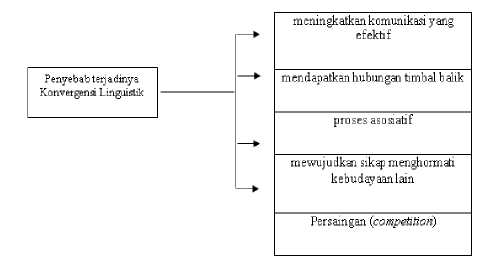 Penyebab terjadinya
Konvergensi Linguistik
meningkatkan komunikasi yang
efektif
mendapatkan hubungan timbal balik
proses asosiatif
mewujudkan sikap menghormati
kebudayaan lain
Persaingan (competition)